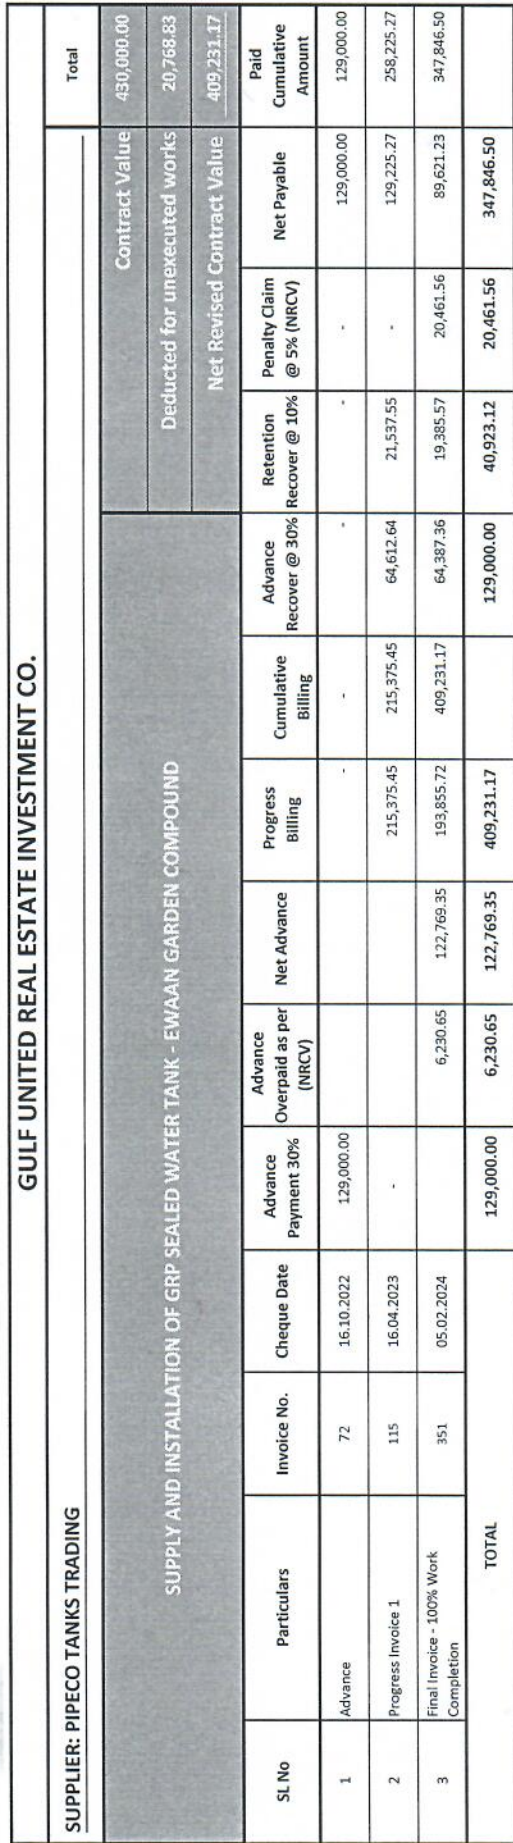 GULF UNITED REAL ESTATE INVESTMENT CO.
SUPPLIER: PIPECO TANKS TRADING Total
SUPPLY AND INSTALLATION OF GRP SEALED WATER TANK - EWAAN GARDEN COMPOUND
Contract Value 430,000.00
Deducted for unexecuted works 20,768.83
Net Revised Contract Value 409,231.17
SL No Particulars Invoice No. Cheque Date Advance Payment 30% Advance Overpaid as per (NRCV) Net Advance Progress Billing Cumulative Billing Advance Recover @ 30% Retention Recover @ 10% Penalty Claim @ 5% (NRCV) Net Payable Paid Cumulative Amount
1 Advance 72 16.10.2022 129,000.00 - - - - - 129,000.00 129,000.00
2 Progress Invoice 1 115 16.04.2023 - 215,375.45 215,375.45 64,612.64 21,537.55 - 129,225.27 258,225.27
3 Final Invoice - 100% Work Completion 351 05.02.2024 6,230.65 122,769.35 193,855.72 409,231.17 64,387.36 19,385.57 20,461.56 89,621.23 347,846.50
TOTAL 129,000.00 6,230.65 122,769.35 409,231.17 129,000.00 40,923.12 20,461.56 347,846.50